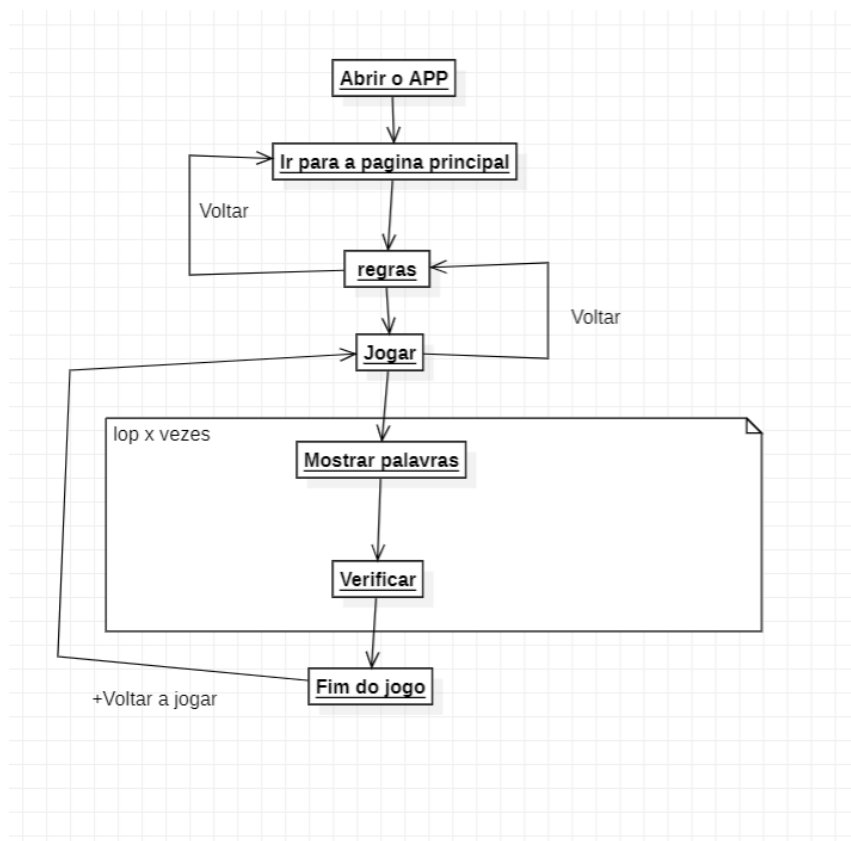 Abrir o APP
Ir para a pagina principal
Voltar
regras
Voltar
Jogar
lop x vezes
Mostrar palavras
Verificar
Fim do jogo
+Voltar a jogar